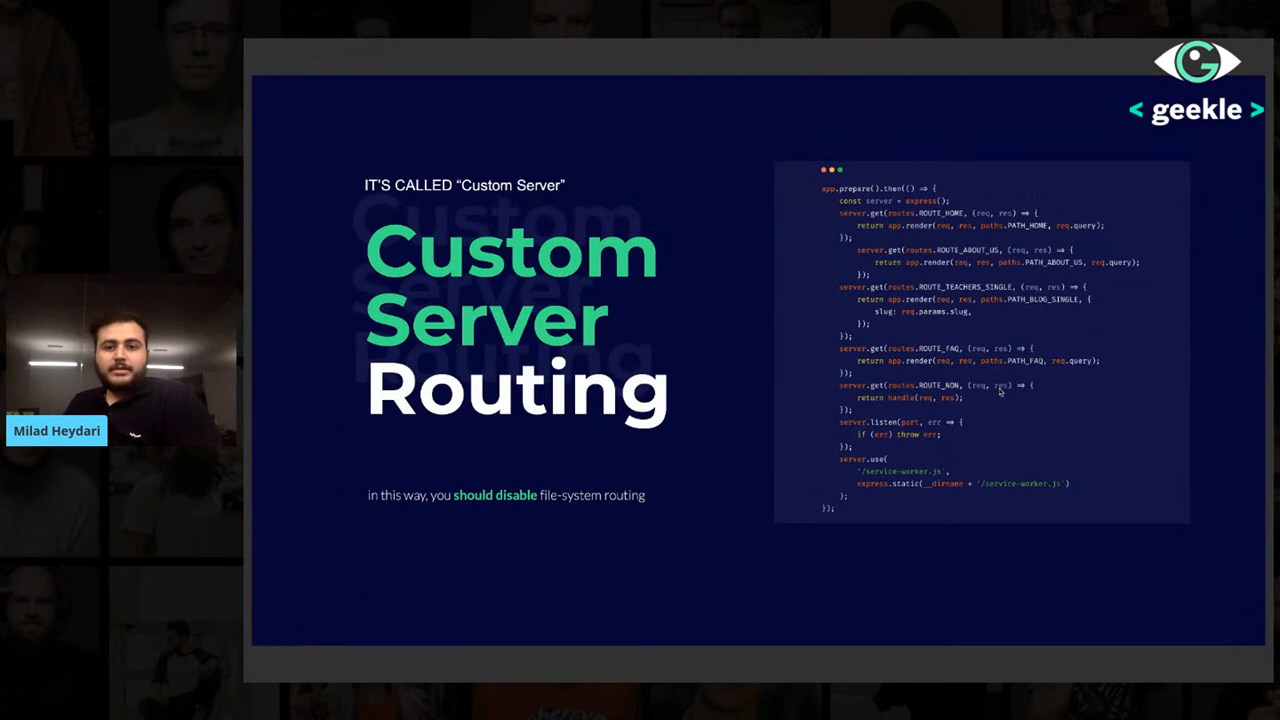 < geekle >
IT'S CALLED “Custom Server”
Custom
Server
Routing
in this way, you should disable file-system routing
app.prepare().then(() => {
const server = express();
server.get(routes.ROUTE_HOME, (req, res) => {
return app.render(req, res, paths.PATH_HOME, req.query);
});
server.get(routes.ROUTE_ABOUT_US, (req, res) => {
return app.render(req, res, paths.PATH_ABOUT_US, req.query);
});
server.get(routes.ROUTE_TEACHERS_SINGLE, (req, res) => {
return app.render(req, res, paths.PATH_BLOG_SINGLE, {
slug: req.params.slug,
});
});
server.get(routes.ROUTE_FAQ, (req, res) => {
return app.render(req, res, paths.PATH_FAQ, req.query);
});
server.get(routes.ROUTE_NON, (req, res) => {
return handle(req, res);
});
server.listen(port, err => {
if (err) throw err;
});
server.use(
'/service-worker.js',
express.static(__dirname + '/service-worker.js')
);
});
Milad Heydari